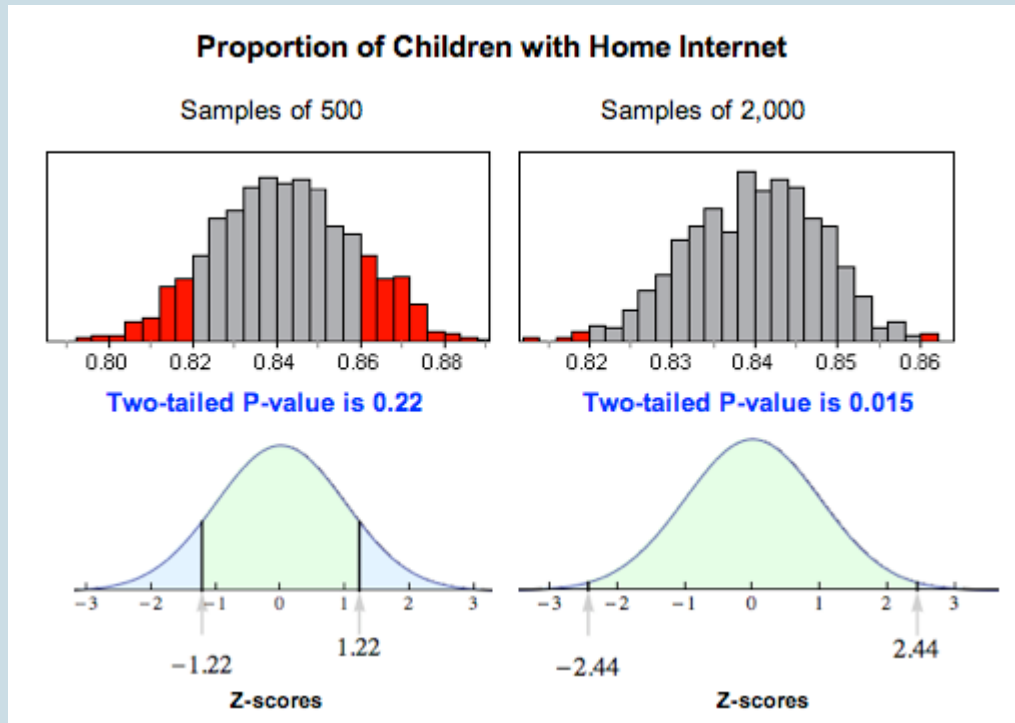 Proportion of Children with Home Internet
Samples of 500
Samples of 2,000
0.80 0.82 0.84 0.86 0.88
0.82 0.83 0.84 0.85 0.86
Two-tailed P-value is 0.22
Two-tailed P-value is 0.015
−3 −2 −1 0 1 2 3
−3 −2 −1 0 1 2 3
−1.22
1.22
−2.44
2.44
Z-scores
Z-scores